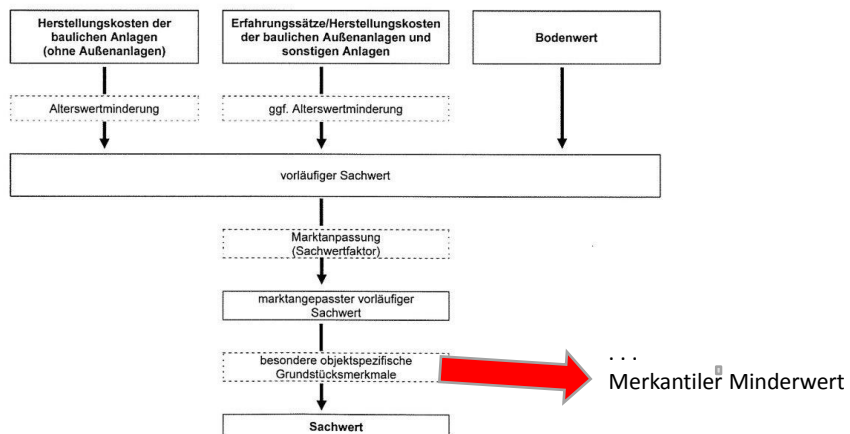 Herstellungskosten der
baulichen Anlagen
(ohne Außenanlagen)
Erfahrungssätze/Herstellungskosten
der baulichen Außenanlagen und
sonstigen Anlagen
Bodenwert
Alterswertminderung
ggf. Alterswertminderung
vorläufiger Sachwert
Marktanpassung
(Sachwertfaktor)
marktangepasster vorläufiger
Sachwert
besondere objektspezifische
Grundstücksmerkmale
. . .
Merkantiler Minderwert
Sachwert